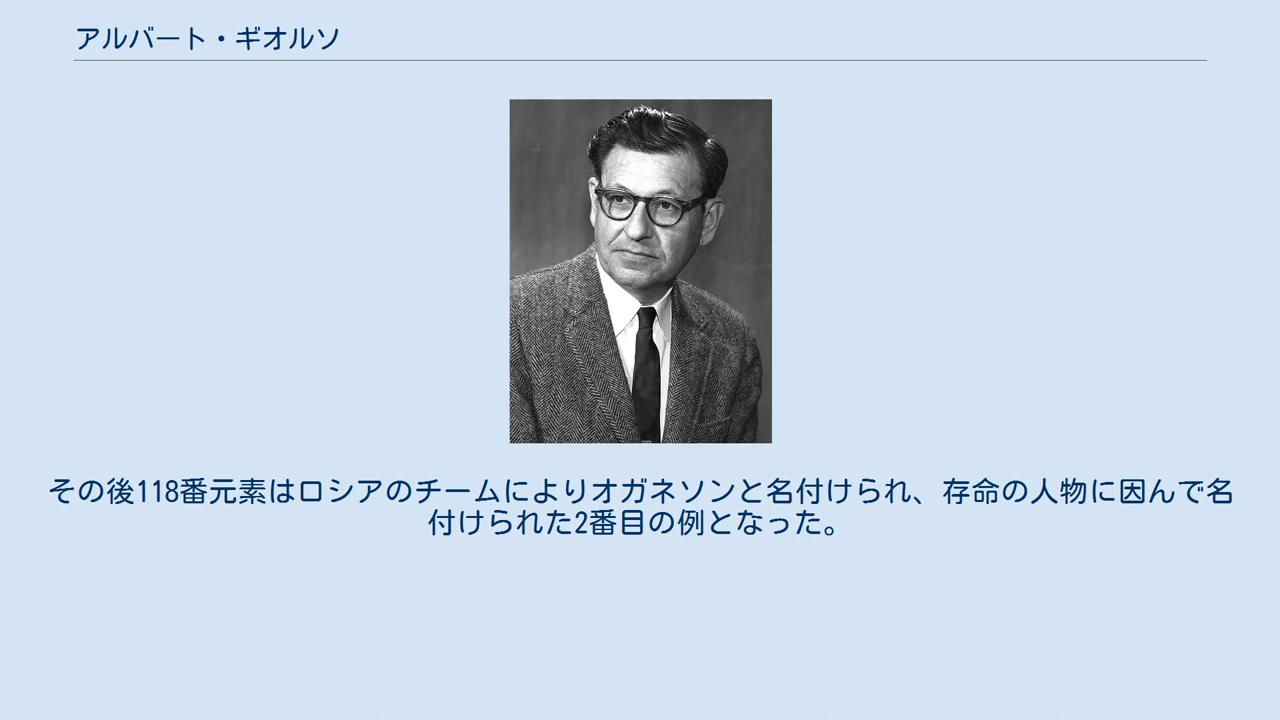 アルバート・ギオルソ
その後118番元素はロシアのチームによりオガネソンと名付けられ、存命の人物に因んで名
付けられた2番目の例となった。